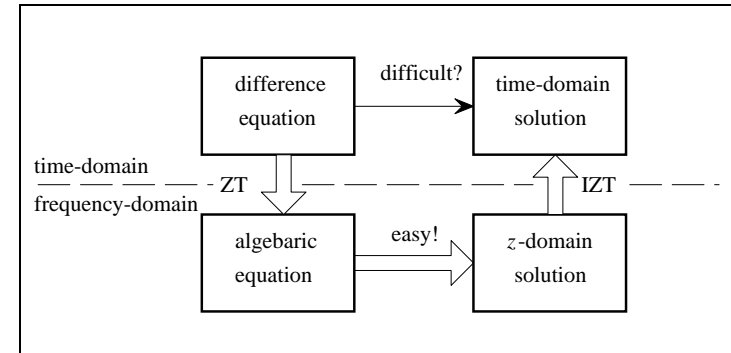 difference
equation
difficult?
time-domain
solution
time-domain
ZT
IZT
frequency-domain
algebaric
equation
easy!
z-domain
solution